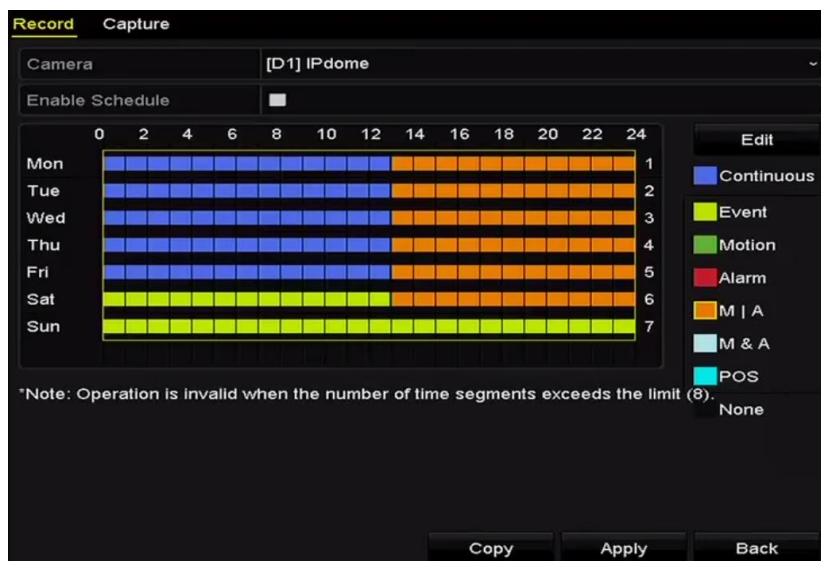 Record Capture
Camera [D1] IPdome
Enable Schedule
0 2 4 6 8 10 12 14 16 18 20 22 24
Edit
Mon 1
Continuous
Tue 2
Wed 3
Event
Thu 4
Motion
Fri 5
Alarm
Sat 6
M | A
Sun 7
M & A
POS
*Note: Operation is invalid when the number of time segments exceeds the limit (8).
None
Copy Apply Back